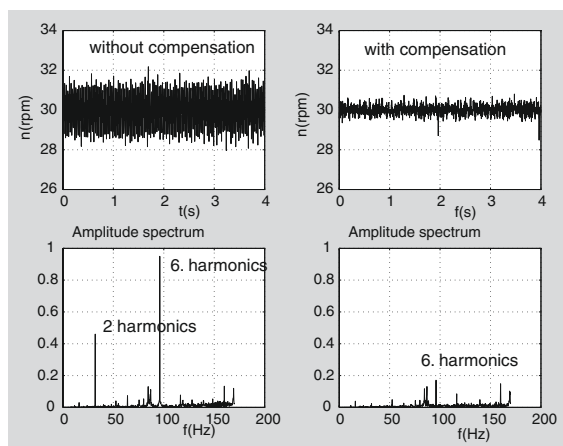 34
32
30
28
26
n(rpm)
without compensation
0 1 2 3 4
t(s)
34
32
30
28
26
n(rpm)
with compensation
0 1 2 3 4
f(s)
Amplitude spectrum
1
0.8
0.6
0.4
0.2
0
6. harmonics
2 harmonics
0 50 100 150 200
f(Hz)
Amplitude spectrum
1
0.8
0.6
0.4
0.2
0
6. harmonics
0 50 100 150 200
f(Hz)